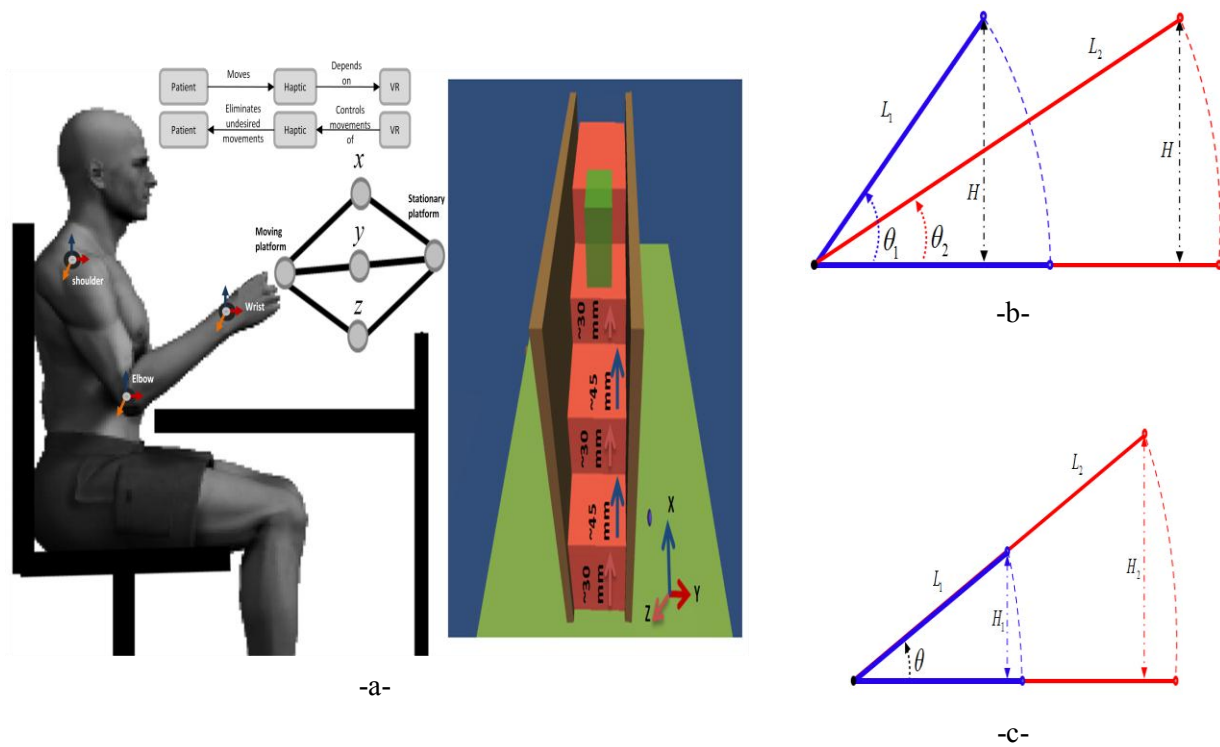 Patient
Moves
Haptic
Depends
on
VR
Patient
Eliminates
undesired
movements
Haptic
Controls
movements
of
VR
x
y
z
Moving
platform
Stationary
platform
shoulder
Wrist
Elbow
~30
mm
~45
mm
~30
mm
~45
mm
~30
mm
X
Y
Z
-a-
L₁
L₂
H
H
θ₁
θ₂
-b-
L₁
L₂
H₁
H₂
θ
-c-